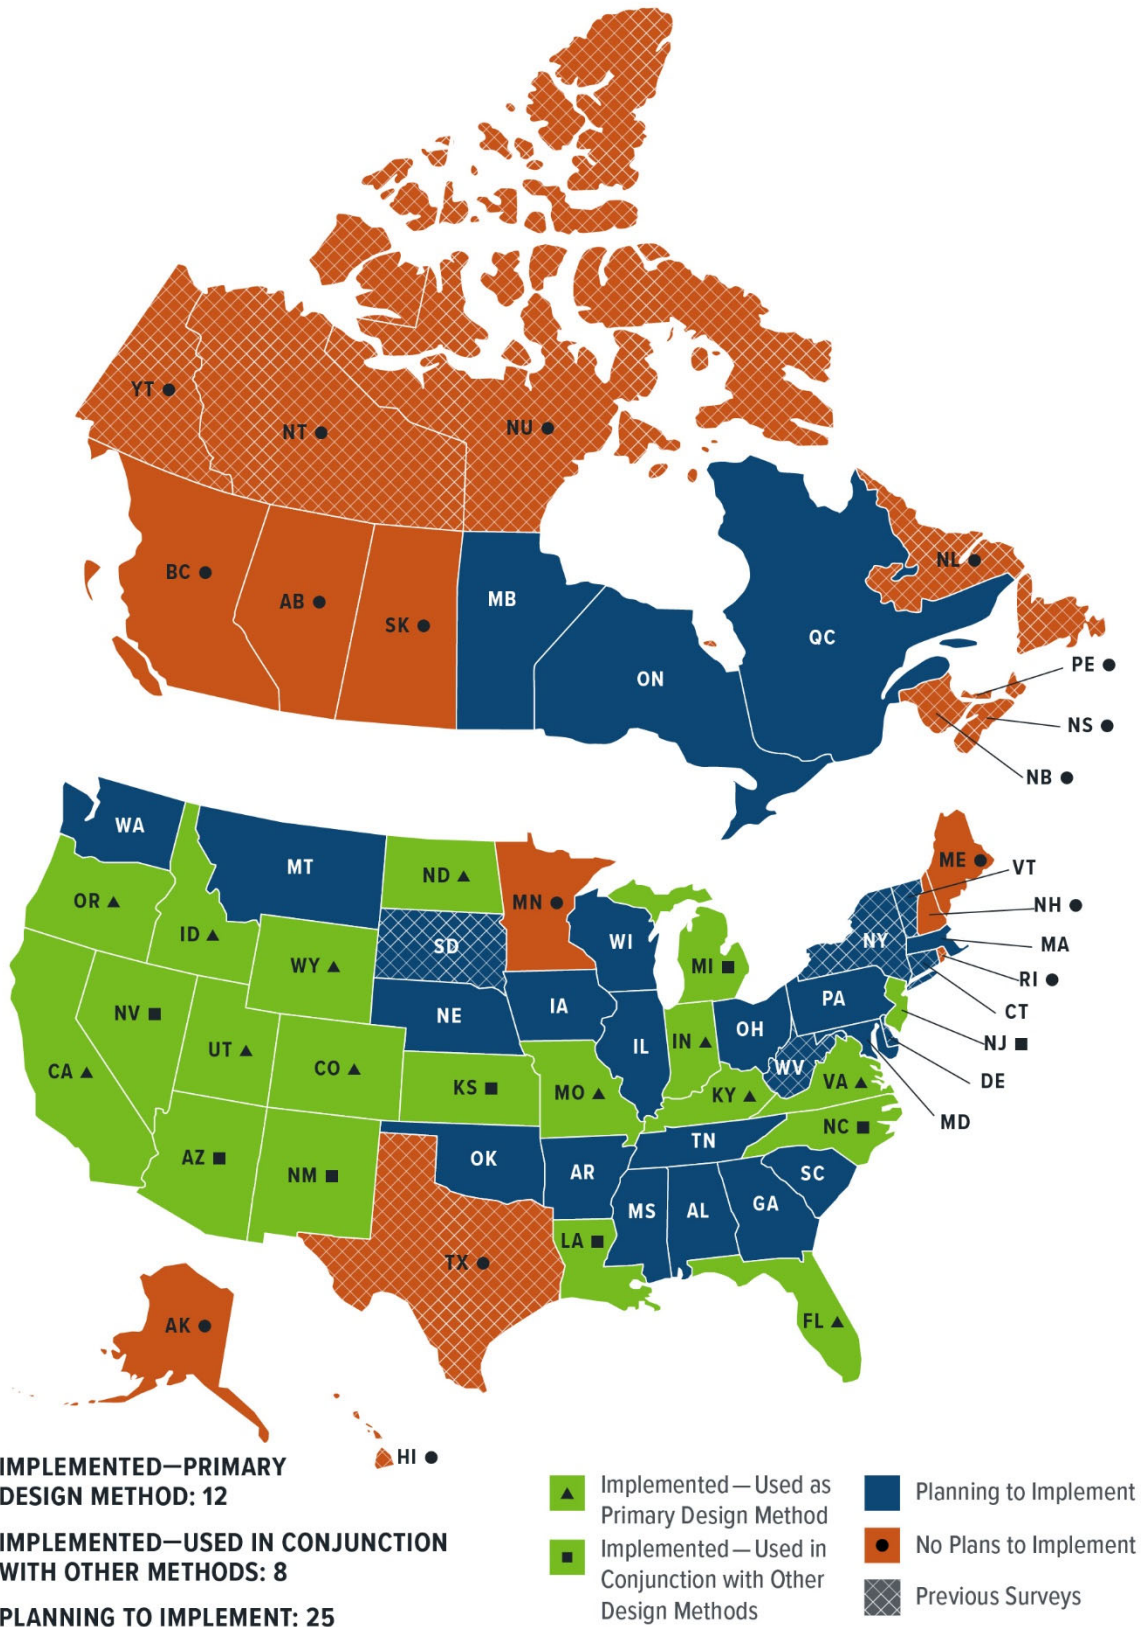 YT ●
NT ●
NU ●
BC ●
AB ●
SK ●
MB
ON
QC
NL ●
PE ●
NS ●
NB ●
WA
MT
ND ▲
MN ●
ME ●
VT
NH ●
OR ▲
ID ▲
SD
WI
NY
MA
WY ▲
MI ■
RI ●
NV ■
NE
IA
PA
CT
UT ▲
CO ▲
IL
IN ▲
OH
NJ ■
CA ▲
KS ■
MO ▲
KY ▲
WV
VA ▲
DE
MD
AZ ■
NM ■
OK
AR
TN
NC ■
SC
MS
AL
GA
LA ■
TX ●
FL ▲
AK ●
HI ●
IMPLEMENTED—PRIMARY
DESIGN METHOD: 12
IMPLEMENTED—USED IN CONJUNCTION
WITH OTHER METHODS: 8
PLANNING TO IMPLEMENT: 25
▲ Implemented—Used as
Primary Design Method
■ Implemented—Used in
Conjunction with Other
Design Methods
Planning to Implement
● No Plans to Implement
Previous Surveys